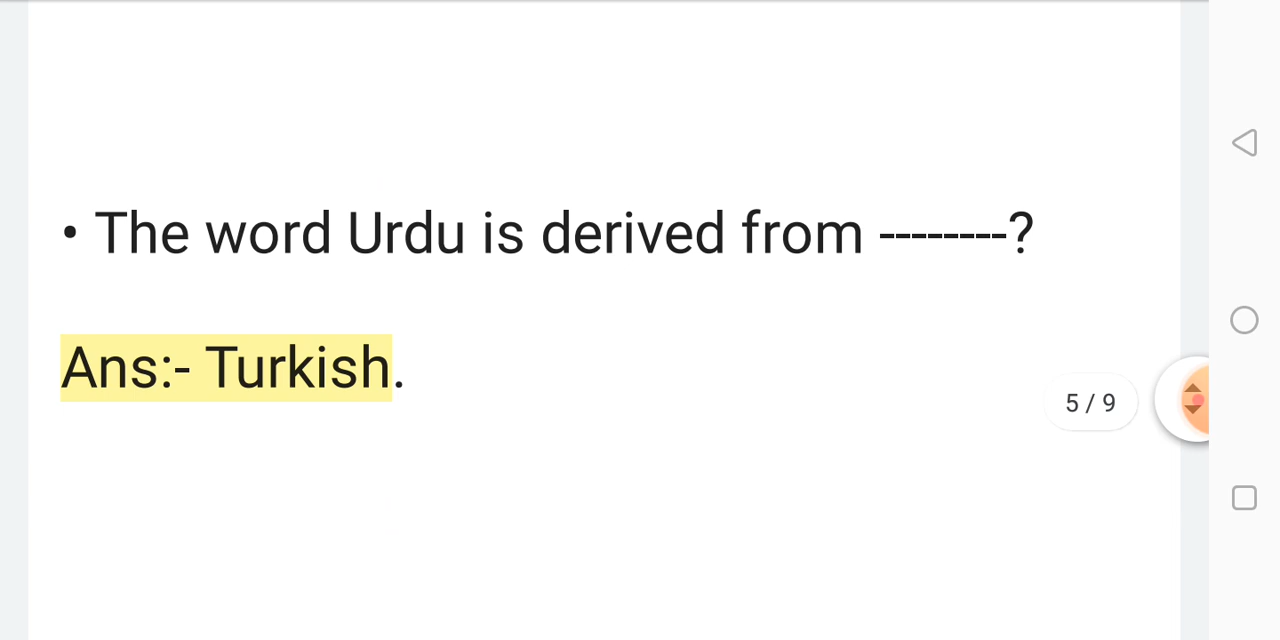 • The word Urdu is derived from --------?
Ans:- Turkish.
5 / 9